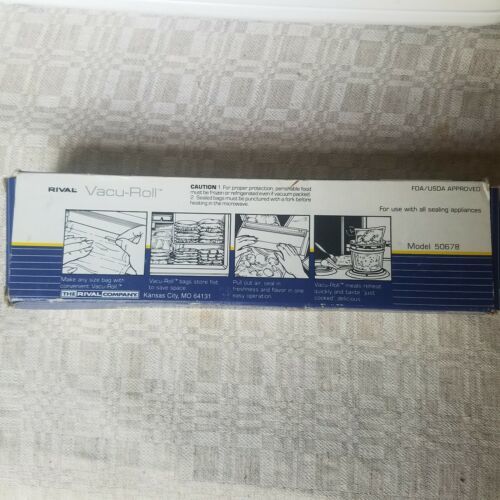 RIVAL Vacu-Roll™
CAUTION 1. For proper protection, perishable food
must be frozen or refrigerated even if vacuum packed.
2. Sealed bags must be punctured with a fork before
heating in the microwave.
FDA/USDA APPROVED
For use with all sealing appliances
Model 50678
Make any size bag with
convenient Vacu-Roll™
Vacu-Roll™ bags store flat
to save space.
Pull out air, seal in
freshness and flavor in one
easy operation.
Vacu-Roll™ meals reheat
quickly and taste "just
cooked" delicious.
THE RIVAL COMPANY
Kansas City, MO 64131